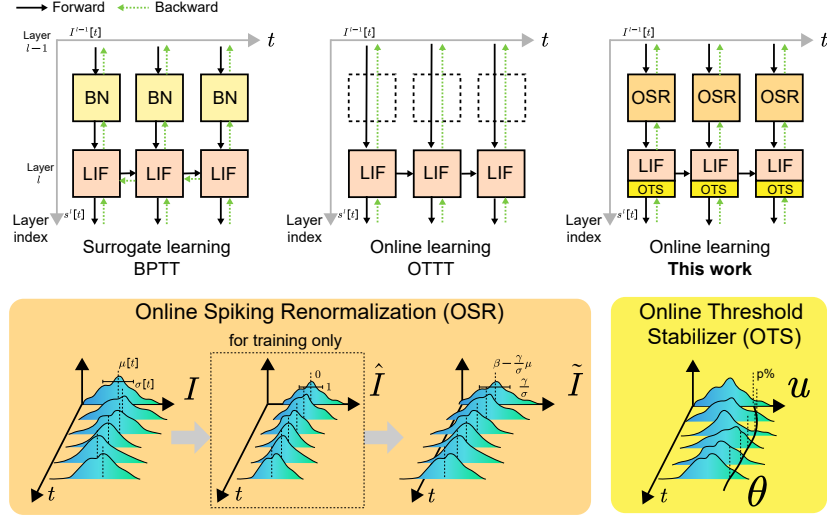 Forward Backward
Layer l−1
I^{l−1}[t]
t
BN BN BN
Layer l
LIF LIF LIF
Layer index
s^l[t]
Surrogate learning
BPTT
I^{l−1}[t]
t
LIF LIF LIF
s^l[t]
Online learning
OTTT
Layer l−1
I^{l−1}[t]
t
OSR OSR OSR
Layer l
LIF LIF LIF
OTS OTS OTS
Layer index
s^l[t]
Online learning
This work
Online Spiking Renormalization (OSR)
for training only
μ[t]
σ[t]
I
t
0
1
Î
t
β − γ/σ μ
γ/σ
Ĩ
t
Online Threshold
Stabilizer (OTS)
p%
u
t
θ